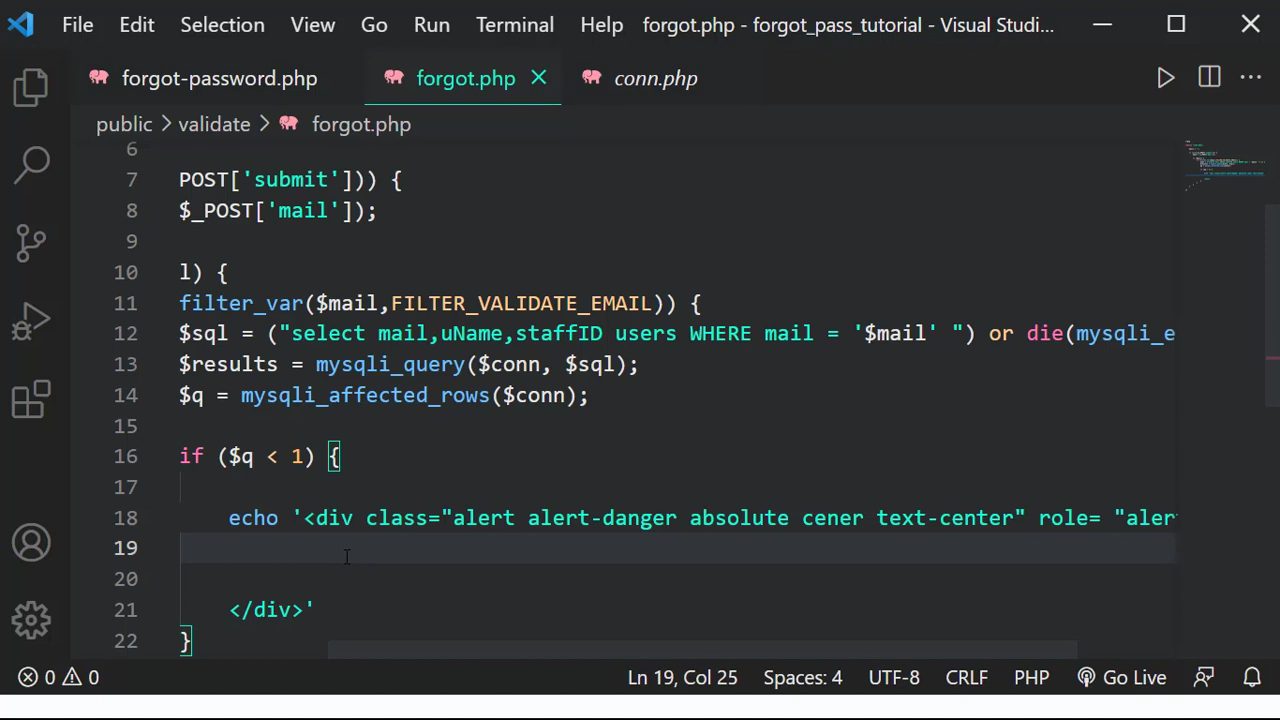 File Edit Selection View Go Run Terminal Help forgot.php - forgot_pass_tutorial - Visual Studi...
forgot-password.php forgot.php conn.php
public > validate > forgot.php
6
7 POST['submit'])) {
8 $_POST['mail']);
9
10 l) {
11 filter_var($mail,FILTER_VALIDATE_EMAIL)) {
12 $sql = ("select mail,uName,staffID users WHERE mail = '$mail' ") or die(mysqli_e
13 $results = mysqli_query($conn, $sql);
14 $q = mysqli_affected_rows($conn);
15
16 if ($q < 1) {
17
18 echo '<div class="alert alert-danger absolute cener text-center" role= "aler
19
20
21 </div>'
22 }
0 0 Ln 19, Col 25 Spaces: 4 UTF-8 CRLF PHP Go Live